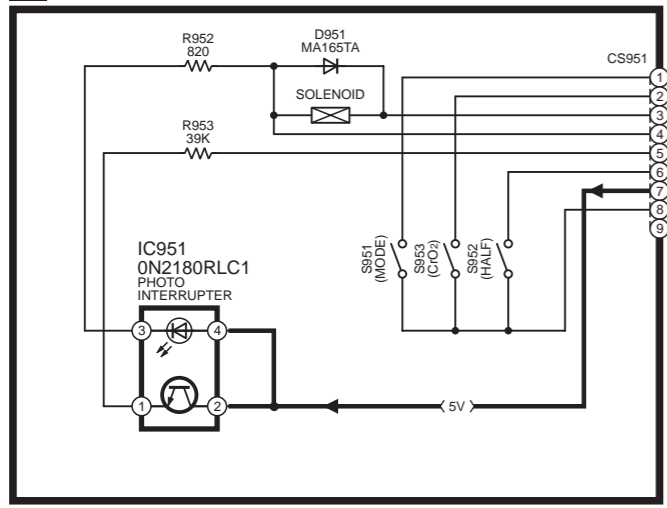 R952
820
D951
MA165TA
CS951
SOLENOID
R953
39K
1
2
3
4
5
6
7
8
9
S951
(MODE)
S953
(CrO2)
S952
(HALF)
IC951
0N2180RLC1
PHOTO
INTERRUPTER
3
4
1
2
5V